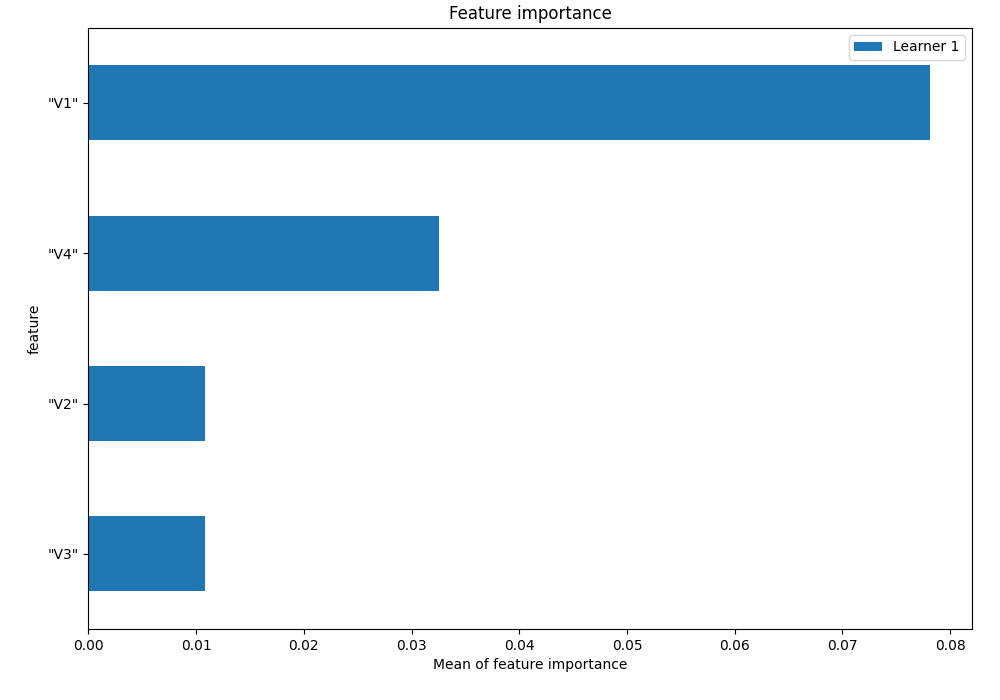 Feature importance
Learner 1
"V1"
"V4"
"V2"
"V3"
feature
0.00 0.01 0.02 0.03 0.04 0.05 0.06 0.07 0.08
Mean of feature importance